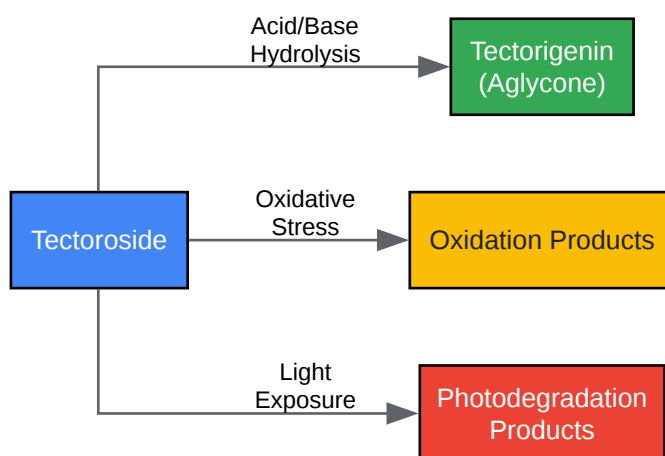 Acid/Base
Hydrolysis
Tectorigenin
(Aglycone)
Tectoroside
Oxidative
Stress
Oxidation Products
Light
Exposure
Photodegradation
Products